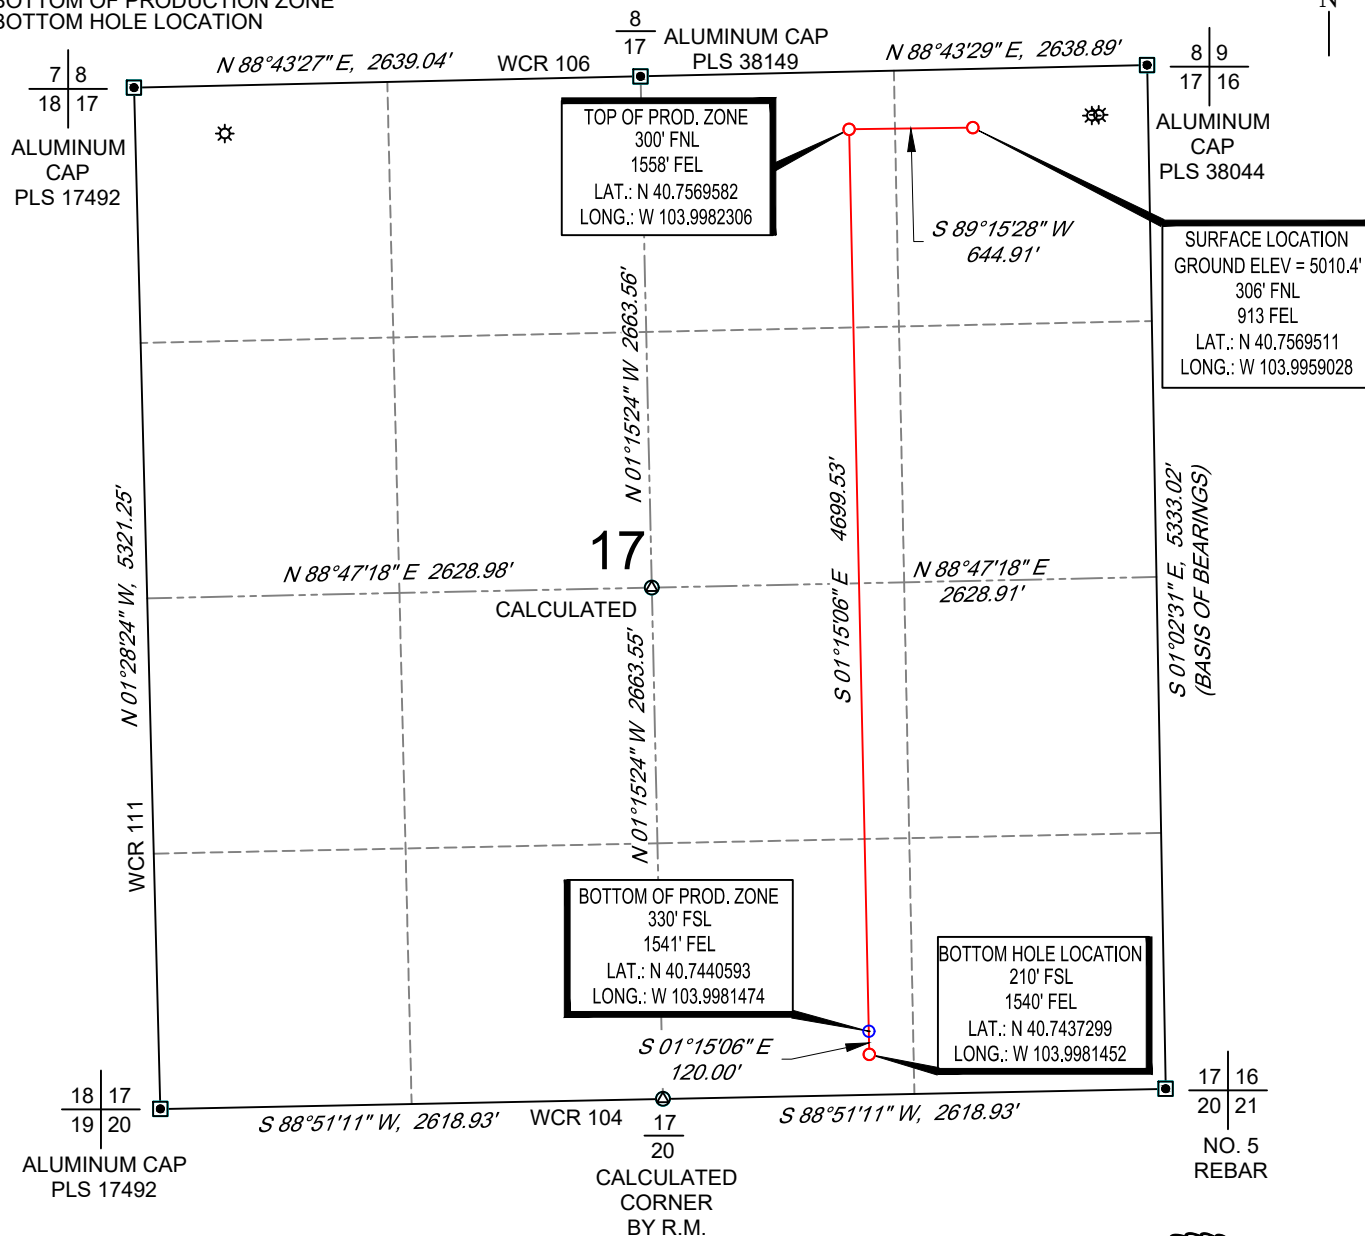 BOTTOM OF PRODUCTION ZONE
BOTTOM HOLE LOCATION
N
7 8
18 17
ALUMINUM
CAP
PLS 17492
N 88°43'27" E, 2639.04'
WCR 106
8
17
ALUMINUM CAP
PLS 38149
N 88°43'29" E, 2638.89'
8 9
17 16
ALUMINUM
CAP
PLS 38044
TOP OF PROD. ZONE
300' FNL
1558' FEL
LAT.: N 40.7569582
LONG.: W 103.9982306
S 89°15'28" W
644.91'
SURFACE LOCATION
GROUND ELEV = 5010.4'
306' FNL
913 FEL
LAT.: N 40.7569511
LONG.: W 103.9959028
N 01°15'24" W 2663.56'
N 01°28'24" W, 5321.25'
S 01°15'06" E 4699.53'
S 01°02'31" E, 5333.02'
(BASIS OF BEARINGS)
17
N 88°47'18" E 2628.98'
CALCULATED
N 88°47'18" E
2628.91'
N 01°15'24" W 2663.55'
WCR 111
BOTTOM OF PROD. ZONE
330' FSL
1541' FEL
LAT.: N 40.7440593
LONG.: W 103.9981474
BOTTOM HOLE LOCATION
210' FSL
1540' FEL
LAT.: N 40.7437299
LONG.: W 103.9981452
S 01°15'06" E
120.00'
18 17
19 20
ALUMINUM CAP
PLS 17492
S 88°51'11" W, 2618.93'
WCR 104
17
20
CALCULATED
CORNER
BY R.M.
S 88°51'11" W, 2618.93'
17 16
20 21
NO. 5
REBAR